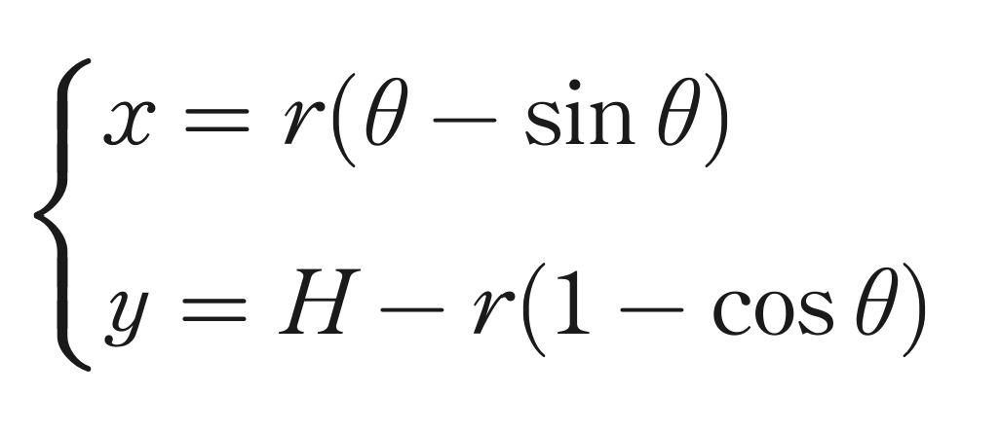 x = r(θ − sin θ)
y = H − r(1 − cos θ)